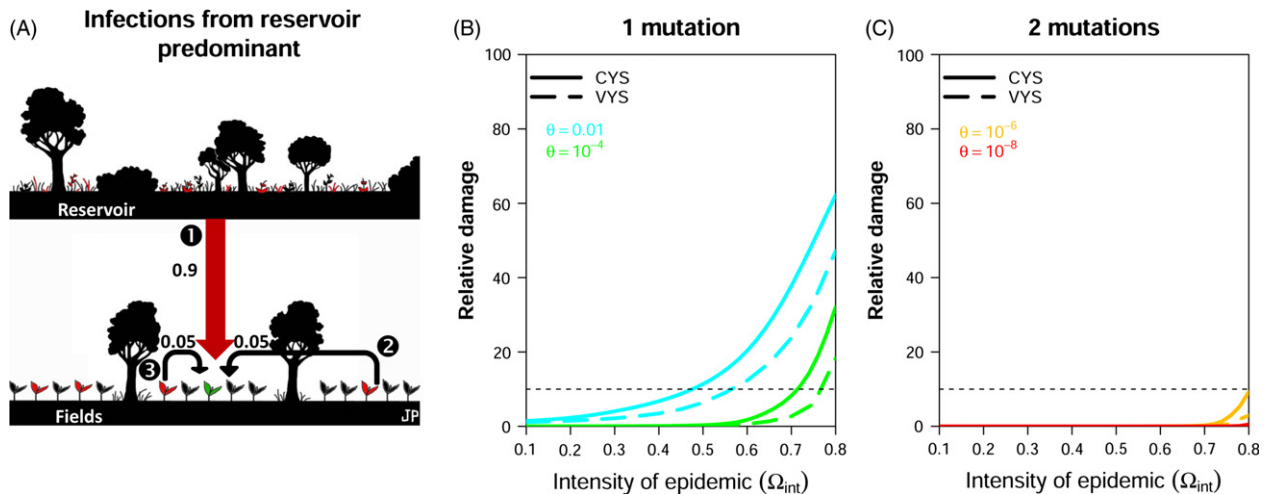 (A)
Infections from reservoir
predominant
Reservoir
❶
0.9
0.05
0.05
❷
❸
Fields
JP
(B)
1 mutation
CYS
VYS
θ = 0.01
θ = 10⁻⁴
Relative damage
100
80
60
40
20
0
0.1 0.2 0.3 0.4 0.5 0.6 0.7 0.8
Intensity of epidemic (Ωint)
(C)
2 mutations
CYS
VYS
θ = 10⁻⁶
θ = 10⁻⁸
Relative damage
100
80
60
40
20
0
0.1 0.2 0.3 0.4 0.5 0.6 0.7 0.8
Intensity of epidemic (Ωint)